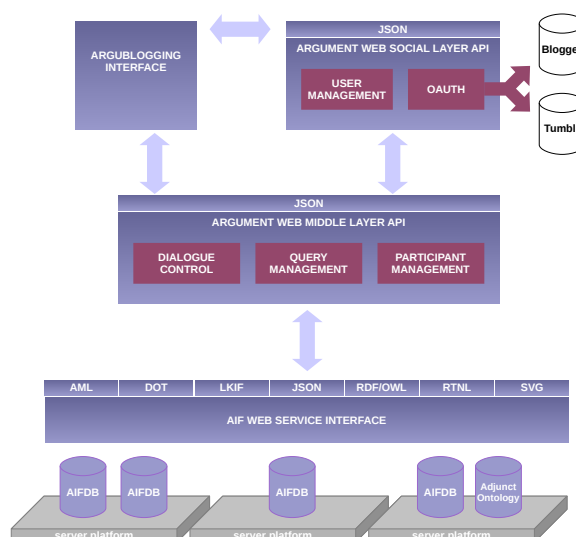 JSON
ARGUBLOGGING
INTERFACE
ARGUMENT WEB SOCIAL LAYER API
USER
MANAGEMENT
OAUTH
Blogge
Tumbl
JSON
ARGUMENT WEB MIDDLE LAYER API
DIALOGUE
CONTROL
QUERY
MANAGEMENT
PARTICIPANT
MANAGEMENT
AML DOT LKIF JSON RDF/OWL RTNL SVG
AIF WEB SERVICE INTERFACE
AIFDB AIFDB AIFDB AIFDB Adjunct
Ontology
server platform server platform server platform